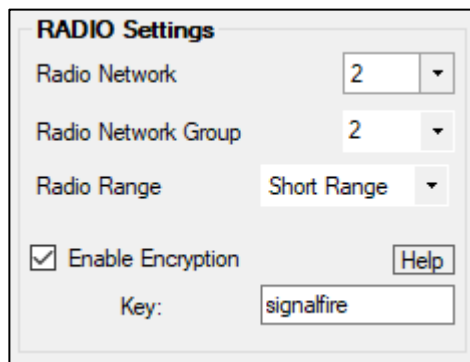 RADIO Settings
Radio Network 2
Radio Network Group 2
Radio Range Short Range
Enable Encryption Help
Key: signalfire